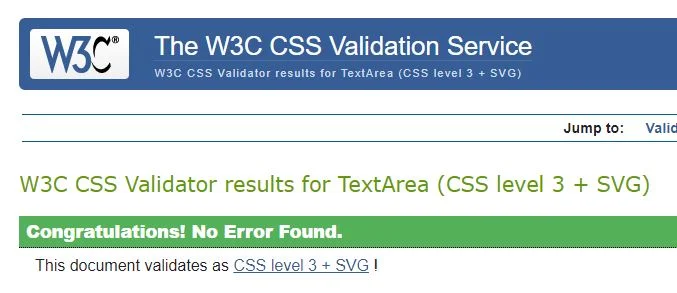 W3C® The W3C CSS Validation Service
W3C CSS Validator results for TextArea (CSS level 3 + SVG)
Jump to: Valid
W3C CSS Validator results for TextArea (CSS level 3 + SVG)
Congratulations! No Error Found.
This document validates as CSS level 3 + SVG !